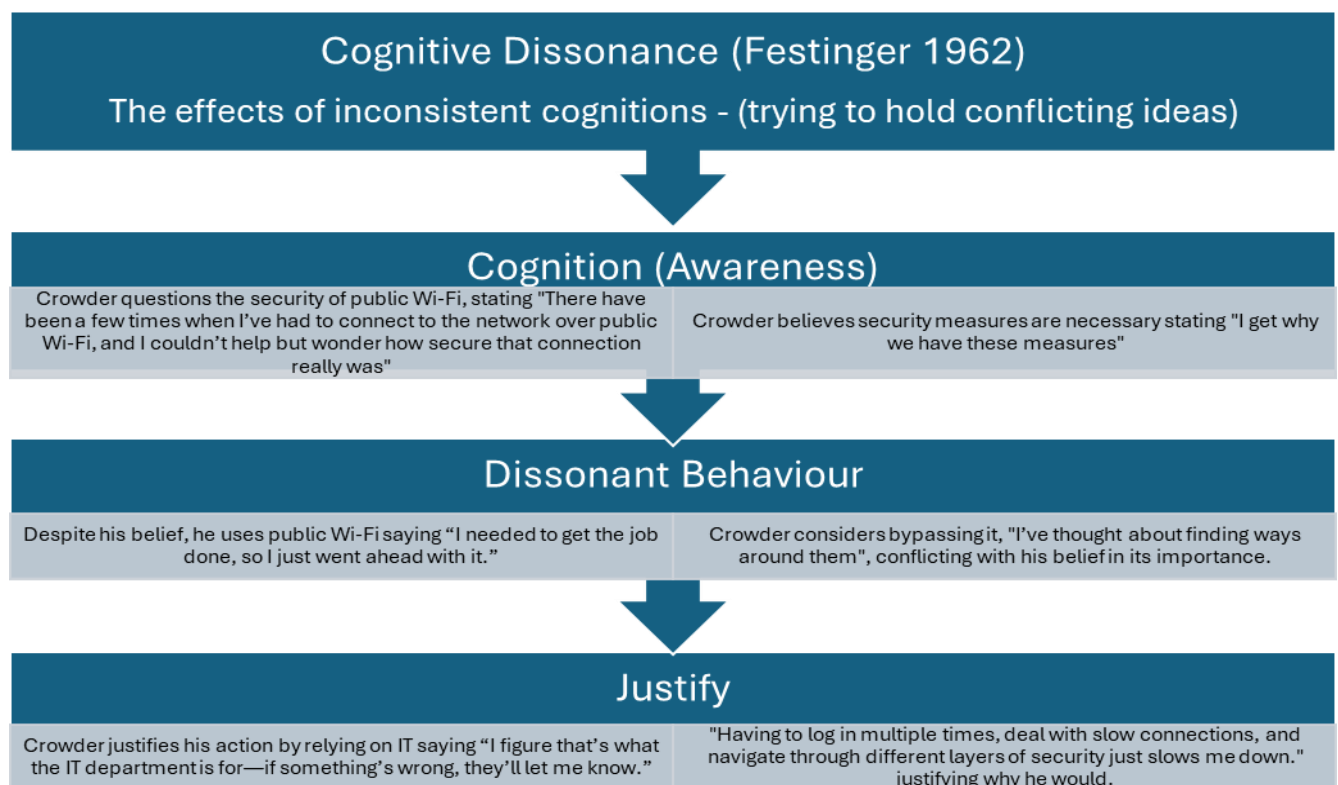 Cognitive Dissonance (Festinger 1962)
The effects of inconsistent cognitions - (trying to hold conflicting ideas)
Cognition (Awareness)
Crowder questions the security of public Wi-Fi, stating "There have
been a few times when I've had to connect to the network over public
Wi-Fi, and I couldn't help but wonder how secure that connection
really was"
Crowder believes security measures are necessary stating "I get why
we have these measures"
Dissonant Behaviour
Despite his belief, he uses public Wi-Fi saying “I needed to get the job
done, so I just went ahead with it.”
Crowder considers bypassing it, "I've thought about finding ways
around them", conflicting with his belief in its importance.
Justify
Crowder justifies his action by relying on IT saying “I figure that's what
the IT department is for—if something's wrong, they'll let me know.”
"Having to log in multiple times, deal with slow connections, and
navigate through different layers of security just slows me down."
justifying why he would.